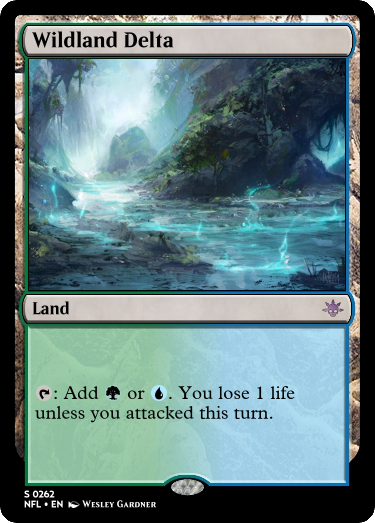 Wildland Delta
Land
: Add or . You lose 1 life
unless you attacked this turn.
S 0262
NFL • EN Wesley Gardner